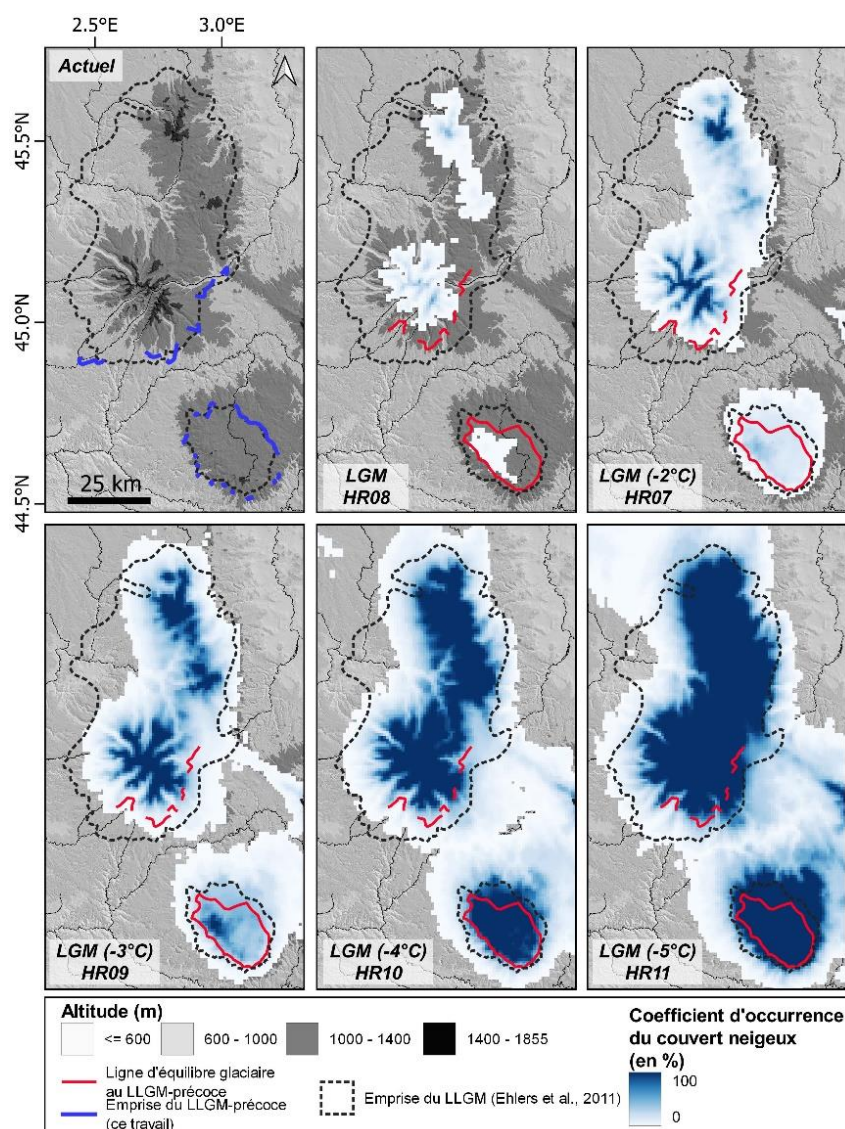 2.5°E 3.0°E
Actuel
45.5°N
45.0°N
44.5°N
25 km
LGM
HR08
LGM (-2°C)
HR07
LGM (-3°C)
HR09
LGM (-4°C)
HR10
LGM (-5°C)
HR11
Altitude (m)
<= 600 600 - 1000 1000 - 1400 1400 - 1855
Ligne d'équilibre glaciaire
au LLGM-précoce
Emprise du LLGM-précoce
(ce travail)
Emprise du LLGM (Ehlers et al., 2011)
Coefficient d'occurrence
du couvert neigeux
(en %)
100
0